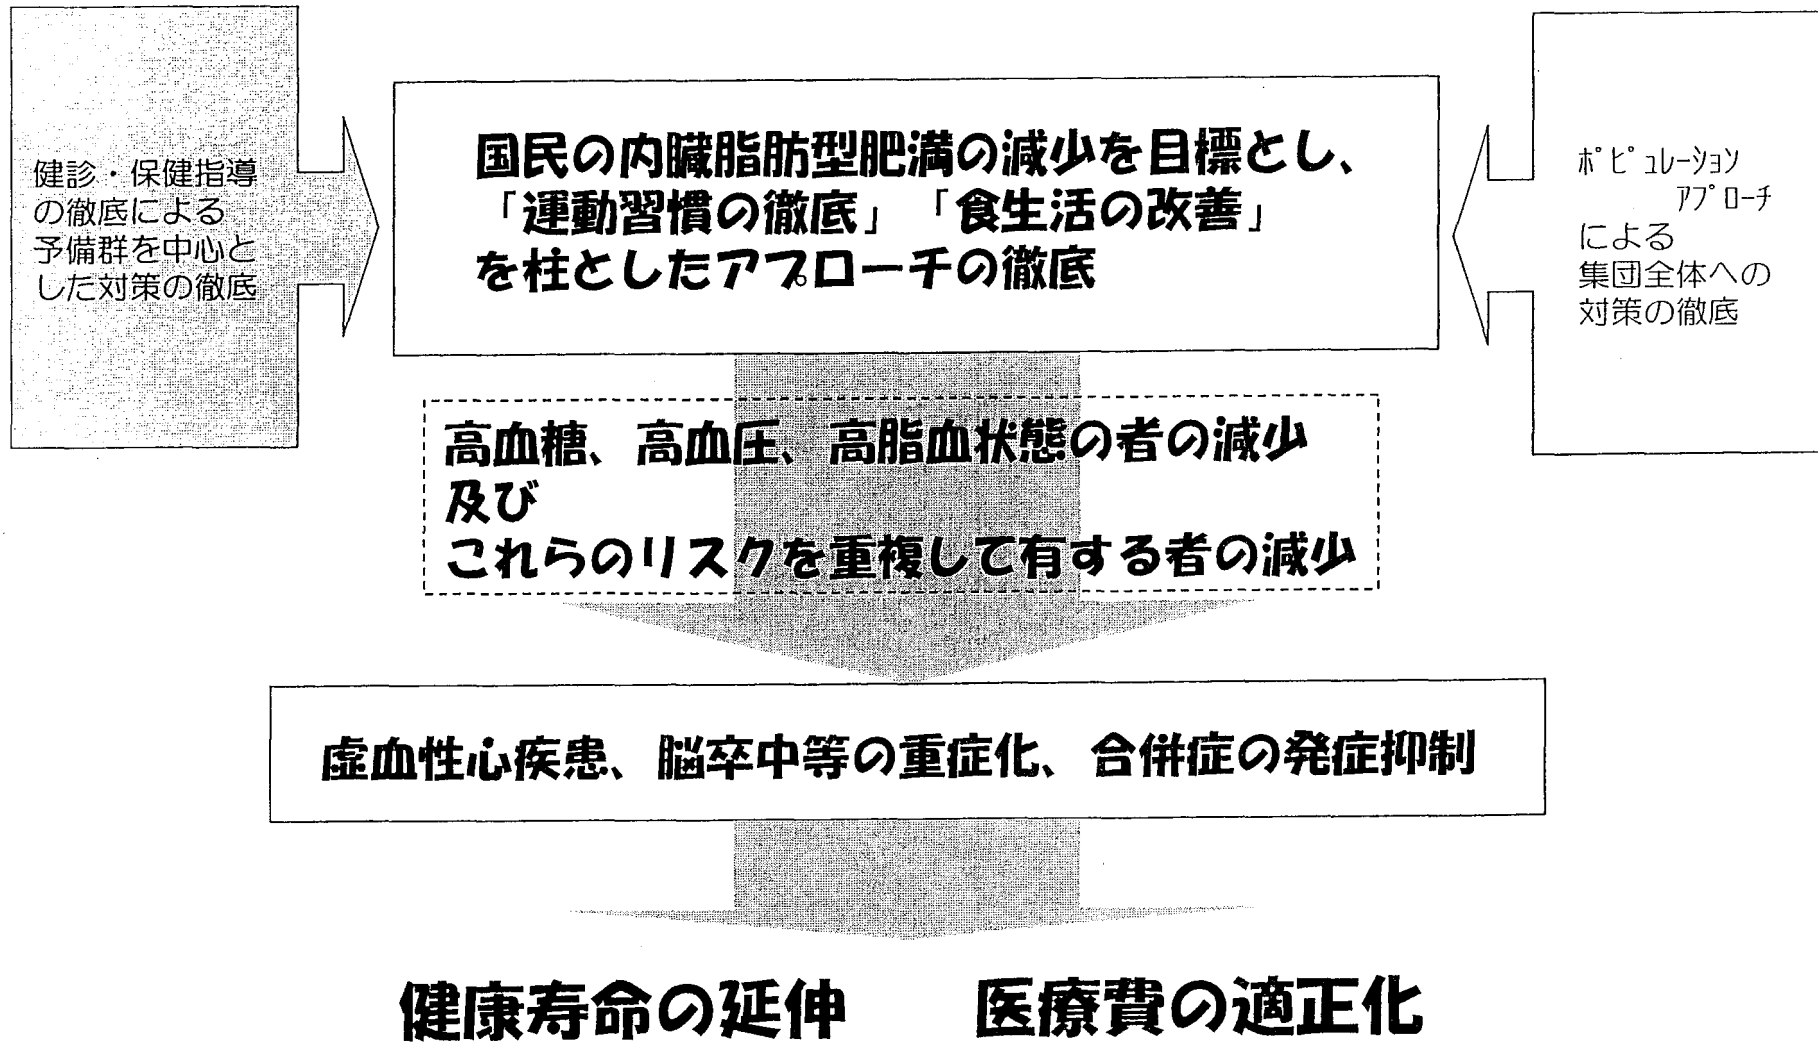 健診・保健指導
の徹底による
予備群を中心と
した対策の徹底
国民の内臓脂肪型肥満の減少を目標とし、
「運動習慣の徹底」「食生活の改善」
を柱としたアプローチの徹底
ﾎﾟﾋﾟｭﾚｰｼｮﾝ
ｱﾌﾟﾛｰﾁ
による
集団全体への
対策の徹底
高血糖、高血圧、高脂血状態の者の減少
及び
これらのリスクを重複して有する者の減少
虚血性心疾患、脳卒中等の重症化、合併症の発症抑制
健康寿命の延伸 医療費の適正化